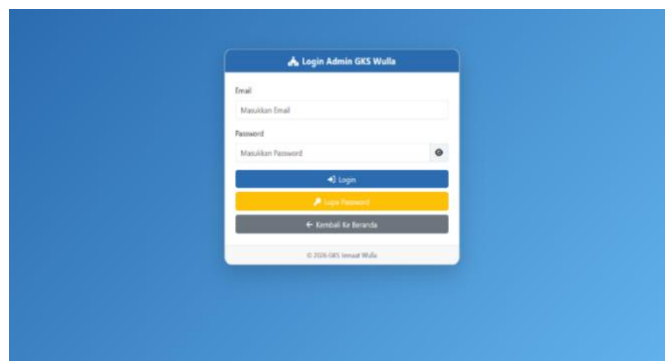 Login Admin GKS Wulla
Email
Masukkan Email
Password
Masukkan Password
Login
Lupa Password
Kembali Ke Beranda
© 2026 GKS Jemaat Wulla